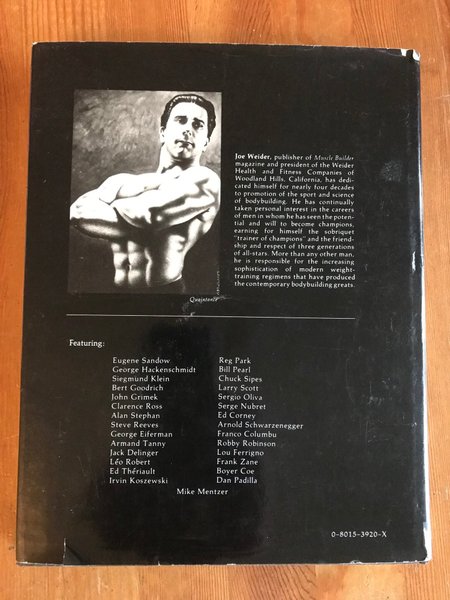 Joe Weider, publisher of Muscle Builder
magazine and president of the Weider
Health and Fitness Companies of
Woodland Hills, California, has dedi-
cated himself for nearly four decades
to promotion of the sport and science
of bodybuilding. He has continually
taken personal interest in the careers
of men in whom he has seen the poten-
tial and will to become champions,
earning for himself the sobriquet
"trainer of champions" and the friend-
ship and respect of three generations
of all-stars. More than any other man,
he is responsible for the increasing
sophistication of modern weight-
training regimens that have produced
the contemporary bodybuilding greats.
Featuring:
Eugene Sandow
George Hackenschmidt
Siegmund Klein
Bert Goodrich
John Grimek
Clarence Ross
Alan Stephan
Steve Reeves
George Eiferman
Armand Tanny
Jack Delinger
Léo Robert
Ed Thériault
Irvin Koszewski
Reg Park
Bill Pearl
Chuck Sipes
Larry Scott
Sergio Oliva
Serge Nubret
Ed Corney
Arnold Schwarzenegger
Franco Columbu
Robby Robinson
Lou Ferrigno
Frank Zane
Boyer Coe
Dan Padilla
Mike Mentzer
0-8015-3920-X